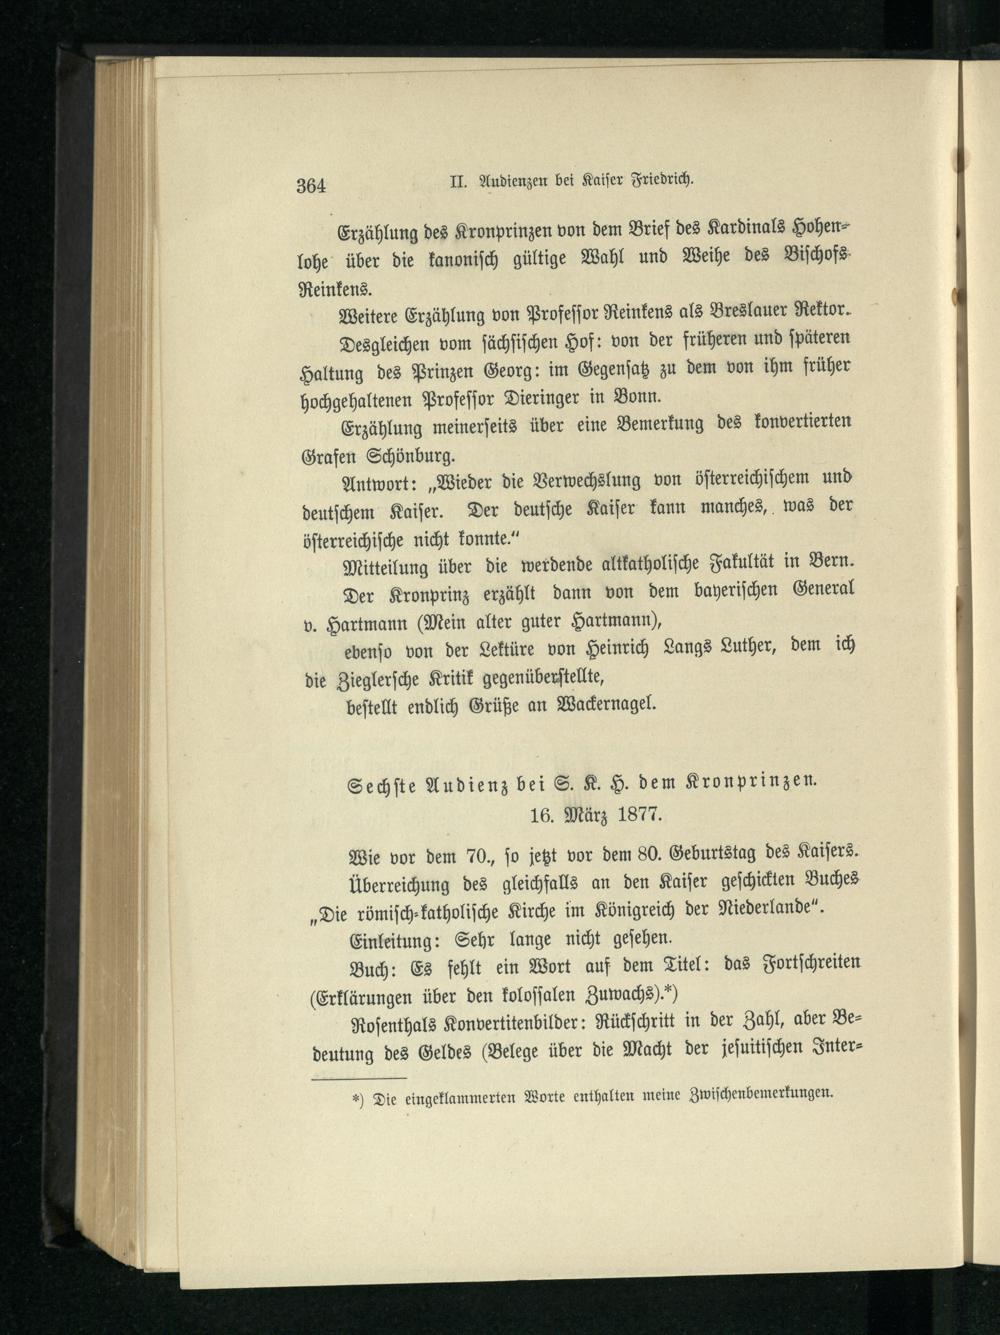 364
II. Audienzen bei Kaiser Friedrich.
Erzählung des Kronprinzen von dem Brief des Kardinals Hohen-
lohe über die kanonisch gültige Wahl und Weihe des Bischofs
Reinkens.
Weitere Erzählung von Professor Reinkens als Breslauer Rektor.
Desgleichen vom sächsischen Hof: von der früheren und späteren
Haltung des Prinzen Georg: im Gegensatz zu dem von ihm früher
hochgehaltenen Professor Dieringer in Bonn.
Erzählung meinerseits über eine Bemerkung des konvertierten
Grafen Schönburg.
Antwort: „Wieder die Verwechslung von österreichischem und
deutschem Kaiser. Der deutsche Kaiser kann manches, was der
österreichische nicht konnte.“
Mitteilung über die werdende altkatholische Fakultät in Bern.
Der Kronprinz erzählt dann von dem bayerischen General
v. Hartmann (Mein alter guter Hartmann),
ebenso von der Lektüre von Heinrich Langs Luther, dem ich
die Zieglersche Kritik gegenüberstellte,
bestellt endlich Grüße an Wackernagel.
Sechste Audienz bei S. K. H. dem Kronprinzen.
16. März 1877.
Wie vor dem 70., so jetzt vor dem 80. Geburtstag des Kaisers.
Überreichung des gleichfalls an den Kaiser geschickten Buches
„Die römisch-katholische Kirche im Königreich der Niederlande“.
Einleitung: Sehr lange nicht gesehen.
Buch: Es fehlt ein Wort auf dem Titel: das Fortschreiten
(Erklärungen über den kolossalen Zuwachs).*)
Rosenthals Konvertitenbilder: Rückschritt in der Zahl, aber Be-
deutung des Geldes (Belege über die Macht der jesuitischen Inter-
*) Die eingeklammerten Worte enthalten meine Zwischenbemerkungen.